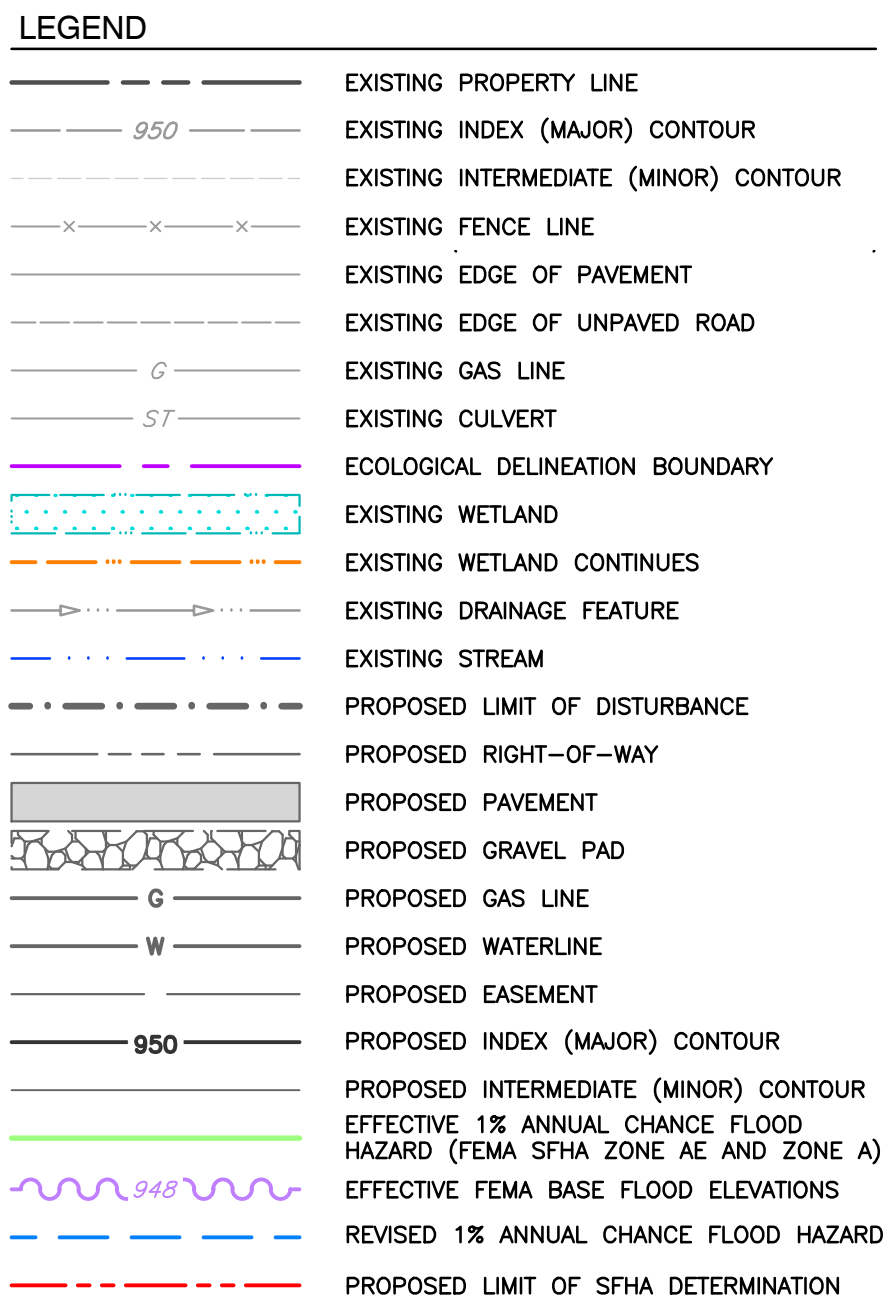 LEGEND
EXISTING PROPERTY LINE
950 EXISTING INDEX (MAJOR) CONTOUR
EXISTING INTERMEDIATE (MINOR) CONTOUR
EXISTING FENCE LINE
EXISTING EDGE OF PAVEMENT
EXISTING EDGE OF UNPAVED ROAD
G EXISTING GAS LINE
ST EXISTING CULVERT
ECOLOGICAL DELINEATION BOUNDARY
EXISTING WETLAND
EXISTING WETLAND CONTINUES
EXISTING DRAINAGE FEATURE
EXISTING STREAM
PROPOSED LIMIT OF DISTURBANCE
PROPOSED RIGHT-OF-WAY
PROPOSED PAVEMENT
PROPOSED GRAVEL PAD
G PROPOSED GAS LINE
W PROPOSED WATERLINE
PROPOSED EASEMENT
950 PROPOSED INDEX (MAJOR) CONTOUR
PROPOSED INTERMEDIATE (MINOR) CONTOUR
EFFECTIVE 1% ANNUAL CHANCE FLOOD
HAZARD (FEMA SFHA ZONE AE AND ZONE A)
948 EFFECTIVE FEMA BASE FLOOD ELEVATIONS
REVISED 1% ANNUAL CHANCE FLOOD HAZARD
PROPOSED LIMIT OF SFHA DETERMINATION